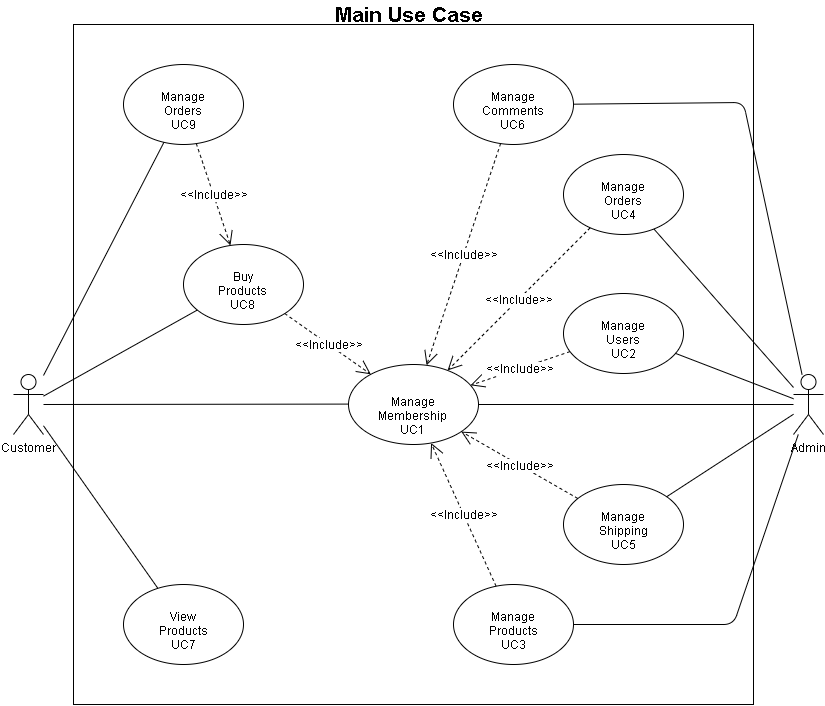 Main Use Case
Manage
Orders
UC9
Manage
Comments
UC6
<<Include>>
Manage
Orders
UC4
<<Include>>
Buy
Products
UC8
<<Include>>
Manage
Users
UC2
<<Include>>
<<Include>>
Manage
Membership
UC1
Customer
Admin
<<Include>>
<<Include>>
Manage
Shipping
UC5
View
Products
UC7
Manage
Products
UC3